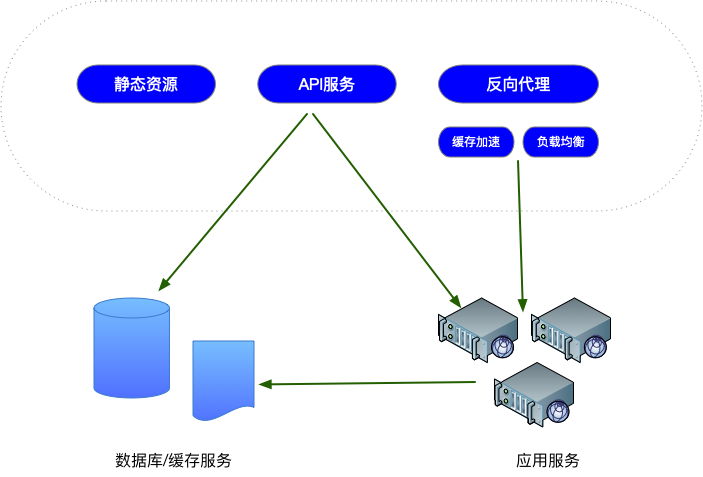 静态资源
API服务
反向代理
缓存加速
负载均衡
数据库/缓存服务
应用服务